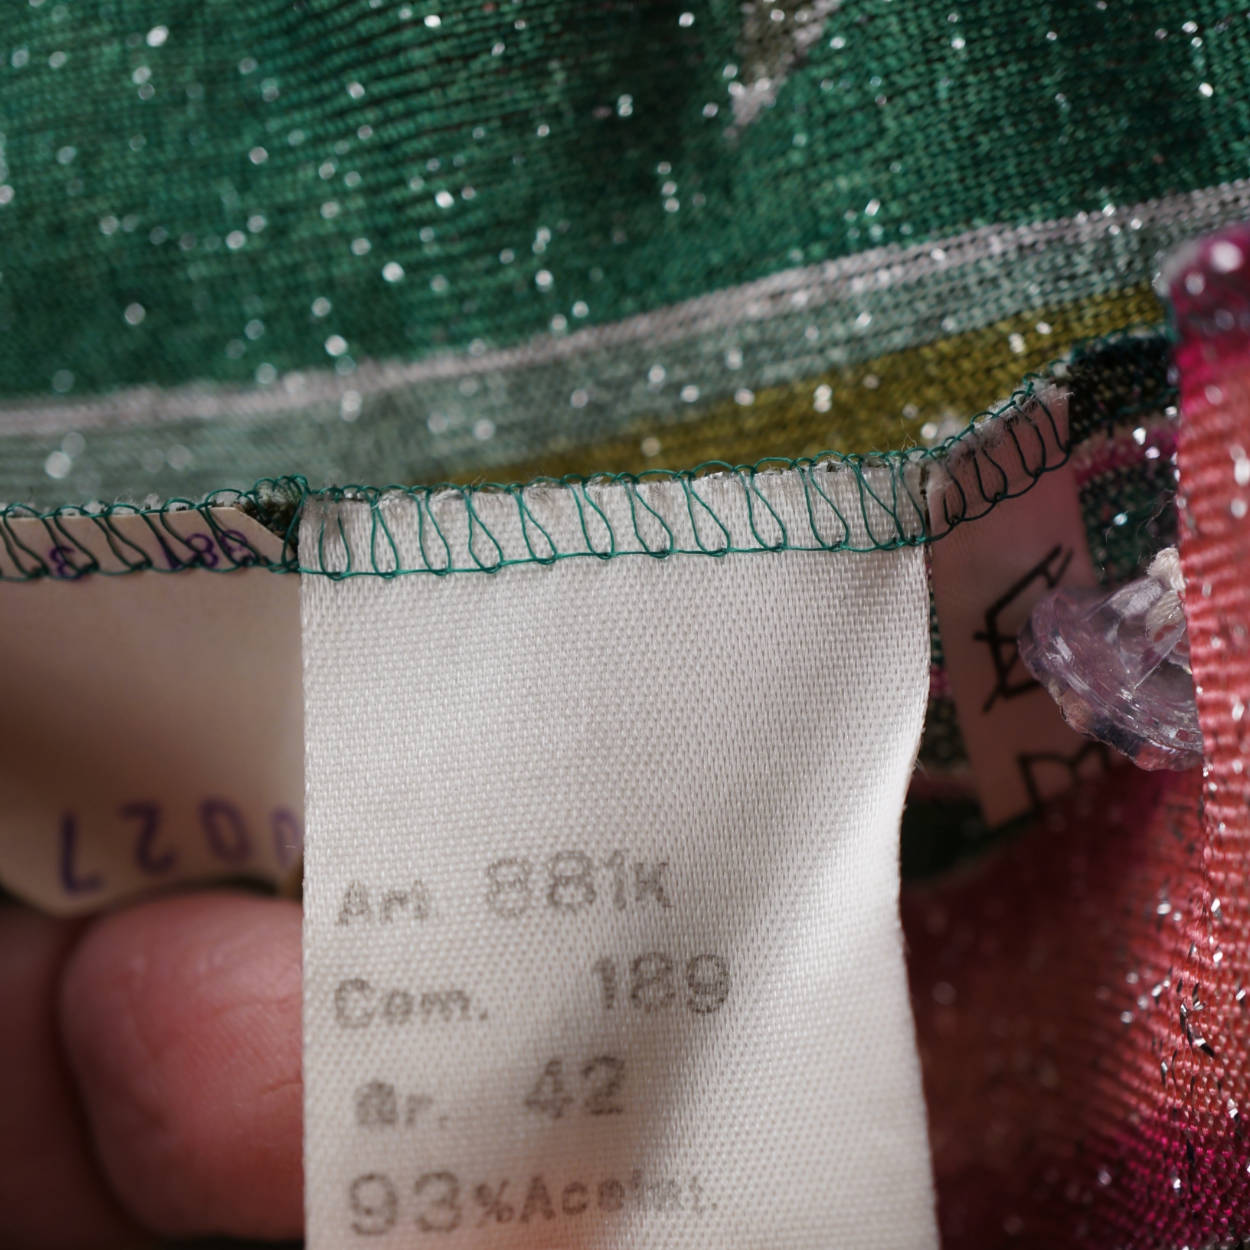 Art 881K
Com. 189
Gr. 42
93%Acetat.